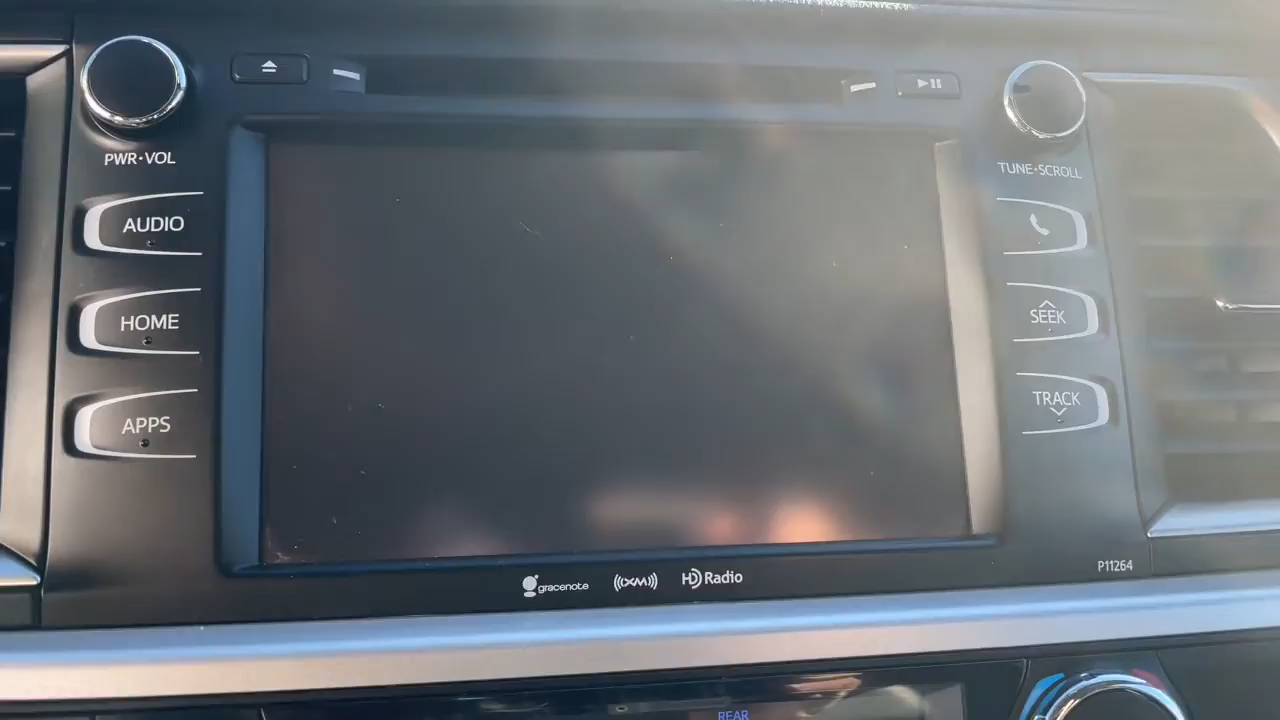 PWR•VOL
AUDIO
HOME
APPS
TUNE•SCROLL
SEEK
TRACK
gracenote
((XM))
HD Radio
P11264
REAR